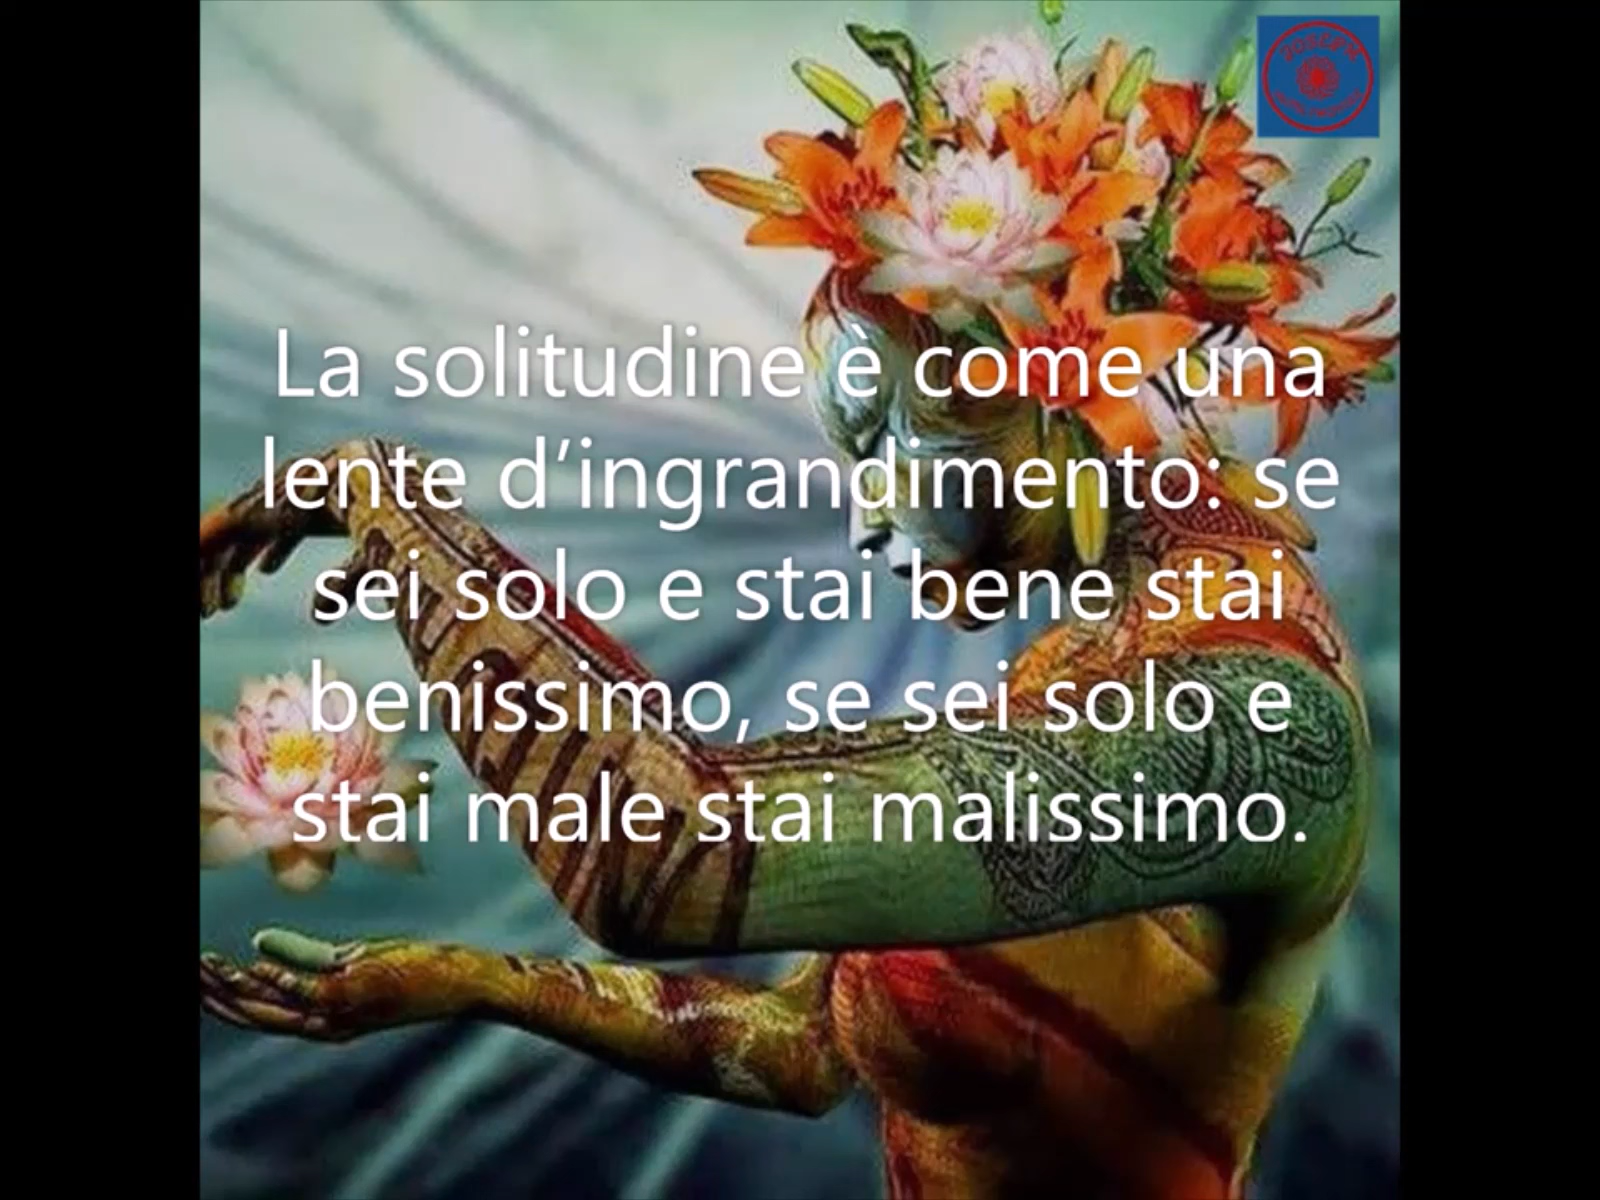 JOSEPH
La solitudine è come una
lente d’ingrandimento: se
sei solo e stai bene stai
benissimo, se sei solo e
stai male stai malissimo.